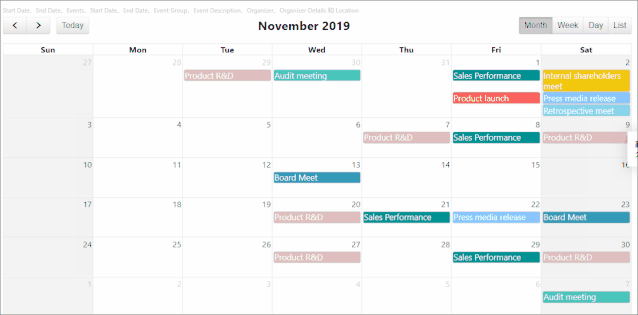 Start Date, End Date, Events, Start Date, End Date, Event Group, Event Description, Organizer, Organizer Details Location
Today
November 2019
Month Week Day List
Sun Mon Tue Wed Thu Fri Sat
27 28 29 30 31 1 2
Product R&D Audit meeting Sales Performance Internal shareholders
meet
Product launch Press media release
Retrospective meet
3 4 5 6 7 8 9
Product R&D Sales Performance Product R&D
10 11 12 13 14 15 16
Board Meet
17 18 19 20 21 22 23
Product R&D Sales Performance Press media release Board Meet
24 25 26 27 28 29 30
Product R&D Sales Performance Product R&D
1 2 3 4 5 6 7
Audit meeting